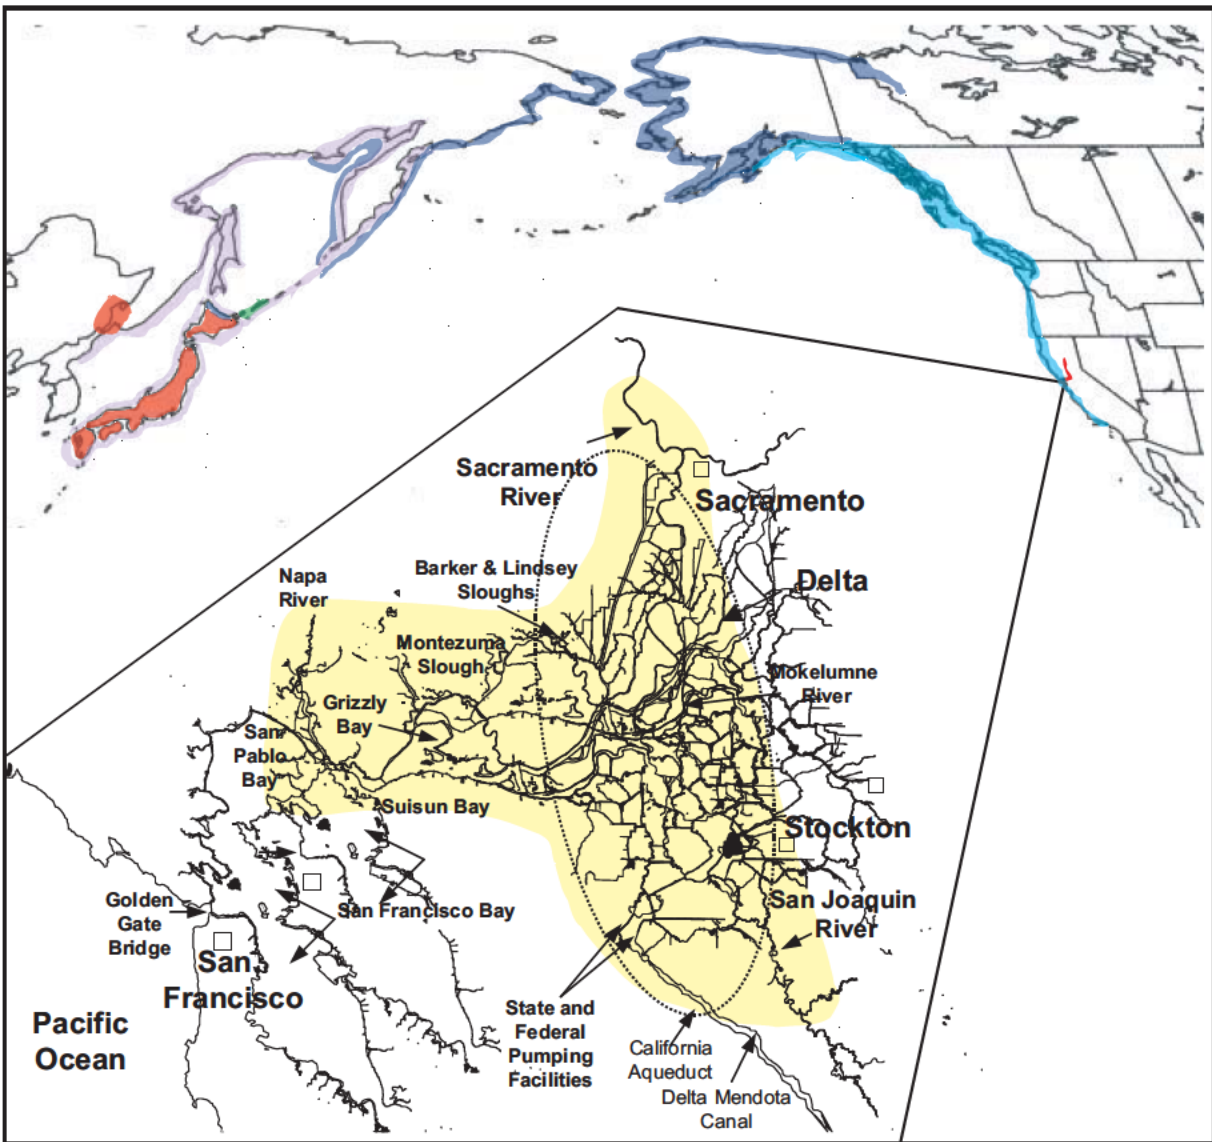 Sacramento
River
Sacramento
Barker & Lindsey
Sloughs
Napa
River
Delta
Montezuma
Slough
Mokelumne
River
Grizzly
Bay
San
Pablo
Bay
Suisun Bay
Stockton
Golden
Gate
Bridge
San Francisco Bay
San Joaquin
River
San
Francisco
State and
Federal
Pumping
Facilities
Pacific
Ocean
California
Aqueduct
Delta Mendota
Canal